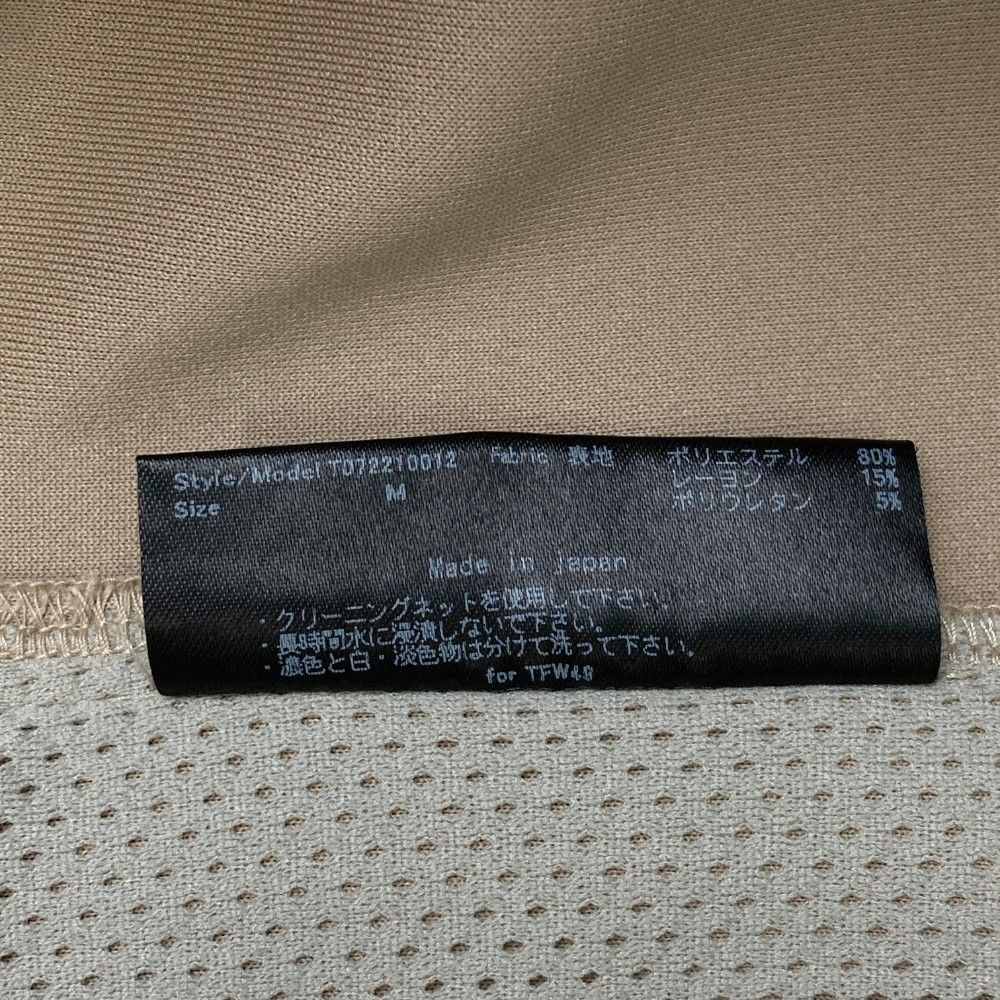 Style/Model T072210012 Fabric 表地 ポリエステル 80%
レーヨン 15%
Size M ポリウレタン 5%
Made in japan
・クリーニングネットを使用して下さい。
・長時間水に浸漬しないで下さい。
・濃色と白・淡色物は分けて洗って下さい。
for TFW49